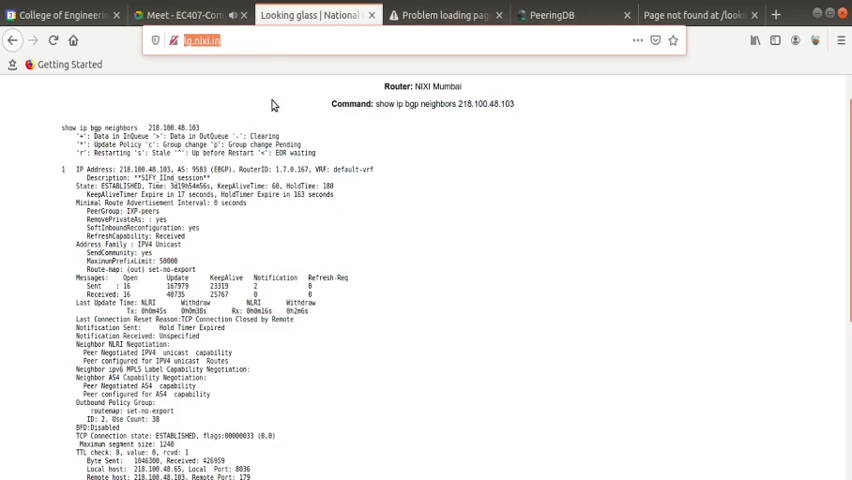 College of Engineerin
Meet - EC407-Com
Looking glass | National
Problem loading pag
PeeringDB
Page not found at /looki
lg.nixi.in
Getting Started
Router: NIXI Mumbai
Command: show ip bgp neighbors 218.100.48.103
show ip bgp neighbors 218.100.48.103
'+': Data in InQueue '>': Data in OutQueue '-': Clearing
'*': Update Policy 'c': Group change 'p': Group change Pending
'r': Restarting 's': Stale '^': Up before Restart '<': EOR waiting
1 IP Address: 218.100.48.103, AS: 9583 (EBGP), RouterID: 1.7.0.167, VRF: default-vrf
Description: **SIFY_IInd_session**
State: ESTABLISHED, Time: 3d19h54m56s, KeepAliveTime: 60, HoldTime: 180
KeepAliveTimer Expire in 17 seconds, HoldTimer Expire in 163 seconds
Minimal Route Advertisement Interval: 0 seconds
PeerGroup: IXP-peers
RemovePrivateAs: : yes
SoftInboundReconfiguration: yes
RefreshCapability: Received
Address Family : IPV4 Unicast
SendCommunity: yes
MaximumPrefixLimit: 50000
Route-map: (out) set-no-export
Messages: Open Update KeepAlive Notification Refresh-Req
Sent : 16 167979 23319 2 0
Received: 16 40735 25767 0 0
Last Update Time: NLRI Withdraw NLRI Withdraw
Tx: 0h0m45s 0h0m38s Rx: 0h0m16s 0h2m6s
Last Connection Reset Reason:TCP Connection Closed by Remote
Notification Sent: Hold Timer Expired
Notification Received: Unspecified
Neighbor NLRI Negotiation:
Peer Negotiated IPV4 unicast capability
Peer configured for IPV4 unicast Routes
Neighbor ipv6 MPLS Label Capability Negotiation:
Neighbor AS4 Capability Negotiation:
Peer Negotiated AS4 capability
Peer configured for AS4 capability
Outbound Policy Group:
routemap: set-no-export
ID: 2, Use Count: 38
BFD:Disabled
TCP Connection state: ESTABLISHED, flags:00000033 (0,0)
Maximum segment size: 1240
TTL check: 0, value: 0, rcvd: 1
Byte Sent: 1046300, Received: 426959
Local host: 218.100.48.65, Local Port: 8036
Remote host: 218.100.48.103, Remote Port: 179